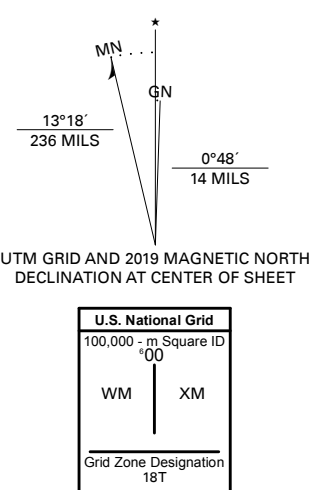 ★
MN
GN
13°18´
236 MILS
0°48´
14 MILS
UTM GRID AND 2019 MAGNETIC NORTH
DECLINATION AT CENTER OF SHEET
U.S. National Grid
100,000 - m Square ID
⁶00
WM XM
Grid Zone Designation
18T